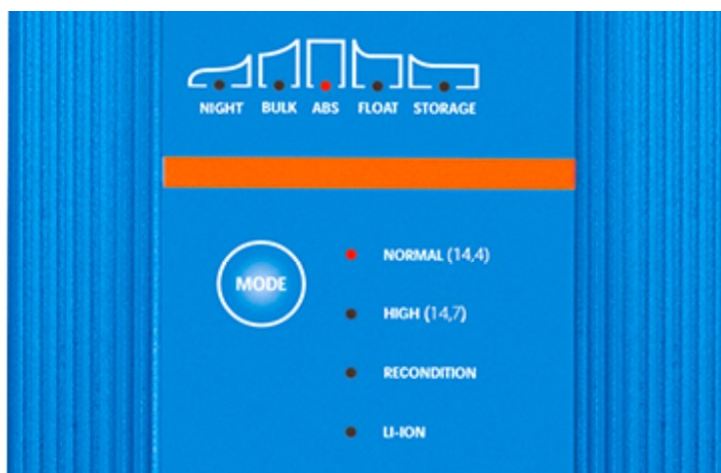 NIGHT BULK ABS FLOAT STORAGE
MODE
NORMAL (14,4)
HIGH (14,7)
RECONDITION
LI-ION